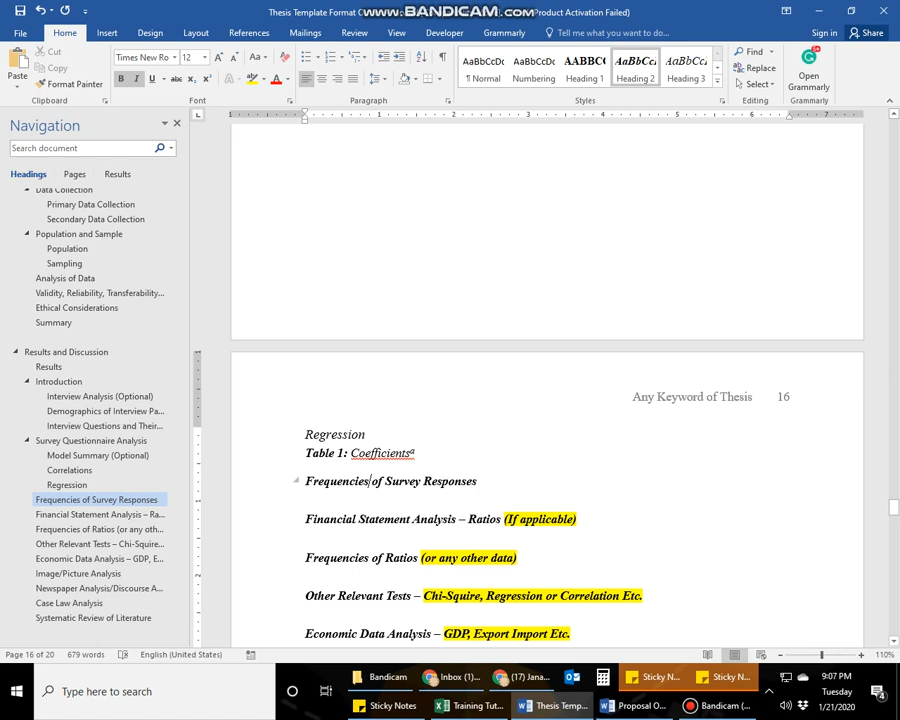 Thesis Template Format C
www.BANDICAM.com
Product Activation Failed)
File Home Insert Design Layout References Mailings Review View Developer Grammarly Tell me what you want to do... Sign in Share
Paste
Cut
Copy
Format Painter
Clipboard
Times New Ro 12
Font
Paragraph
AaBbCcDc ¶ Normal
AaBbCcDc Numbering
AABBCC Heading 1
AaBbCcI Heading 2
AaBbCcI Heading 3
Styles
Find
Replace
Select
Editing
Open
Grammarly
Grammarly
Navigation
Search document
Headings Pages Results
Data Collection
Primary Data Collection
Secondary Data Collection
Population and Sample
Population
Sampling
Analysis of Data
Validity, Reliability, Transferability...
Ethical Considerations
Summary
Results and Discussion
Results
Introduction
Interview Analysis (Optional)
Demographics of Interview Pa...
Interview Questions and Their...
Survey Questionnaire Analysis
Model Summary (Optional)
Correlations
Regression
Frequencies of Survey Responses
Financial Statement Analysis – Ra...
Frequencies of Ratios (or any oth...
Other Relevant Tests – Chi-Squire...
Economic Data Analysis – GDP, E...
Image/Picture Analysis
Newspaper Analysis/Discourse A...
Case Law Analysis
Systematic Review of Literature
1 1 2 3 4 5 6 7
Any Keyword of Thesis 16
Regression
Table 1: Coefficientsᵃ
Frequencies of Survey Responses
Financial Statement Analysis – Ratios (If applicable)
Frequencies of Ratios (or any other data)
Other Relevant Tests – Chi-Squire, Regression or Correlation Etc.
Economic Data Analysis – GDP, Export Import Etc.
Page 16 of 20 679 words English (United States) 110%
Type here to search
Bandicam
Inbox (1)...
(17) Jana...
Sticky N...
Sticky N...
Sticky Notes
Training Tut...
Thesis Temp...
Proposal O...
Bandicam (...
9:07 PM
Tuesday
1/21/2020
4